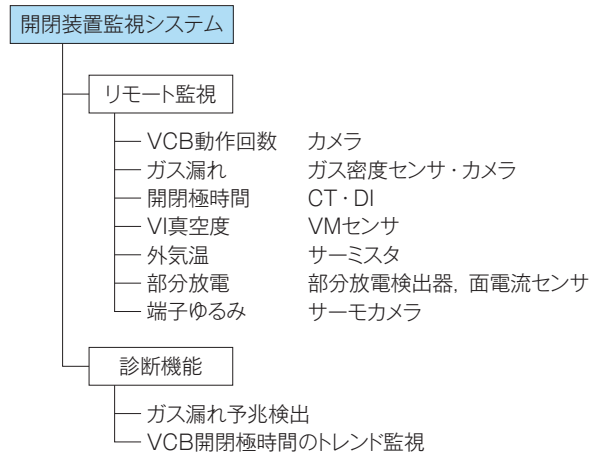 開閉装置監視システム
リモート監視
VCB動作回数 カメラ
ガス漏れ ガス密度センサ・カメラ
開閉極時間 CT・DI
VI真空度 VMセンサ
外気温 サーミスタ
部分放電 部分放電検出器, 面電流センサ
端子ゆるみ サーモカメラ
診断機能
ガス漏れ予兆検出
VCB開閉極時間のトレンド監視